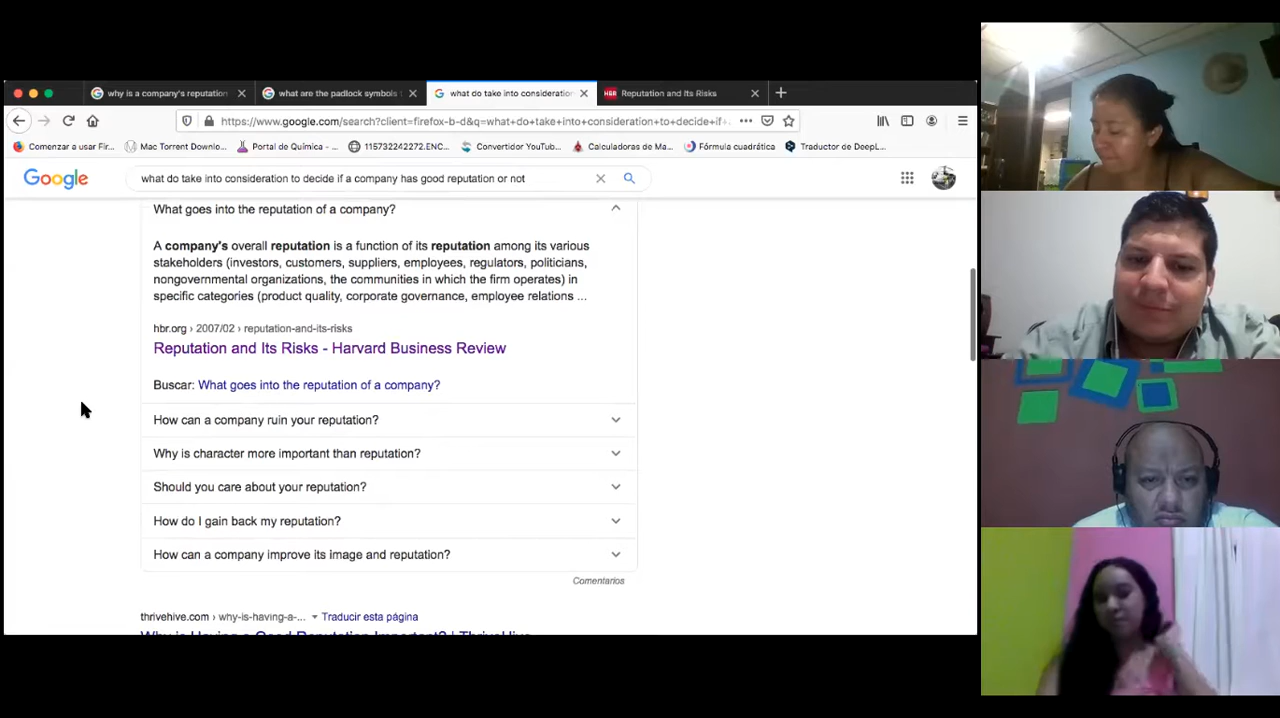 why is a company's reputation
what are the padlock symbols
what do take into consideration
HBR Reputation and Its Risks
https://www.google.com/search?client=firefox-b-d&q=what+do+take+into+consideration+to+decide+if+
Comenzar a usar Fir...
Mac Torrent Downlo...
Portal de Química - ...
115732242272.ENC...
Convertidor YouTub...
Calculadoras de Ma...
Fórmula cuadrática
Traductor de DeepL...
Google
what do take into consideration to decide if a company has good reputation or not
What goes into the reputation of a company?
A company's overall reputation is a function of its reputation among its various
stakeholders (investors, customers, suppliers, employees, regulators, politicians,
nongovernmental organizations, the communities in which the firm operates) in
specific categories (product quality, corporate governance, employee relations ...
hbr.org › 2007/02 › reputation-and-its-risks
Reputation and Its Risks - Harvard Business Review
Buscar: What goes into the reputation of a company?
How can a company ruin your reputation?
Why is character more important than reputation?
Should you care about your reputation?
How do I gain back my reputation?
How can a company improve its image and reputation?
Comentarios
thrivehive.com › why-is-having-a-... Traducir esta página
Why is Having a Good Reputation Important? | ThriveHive